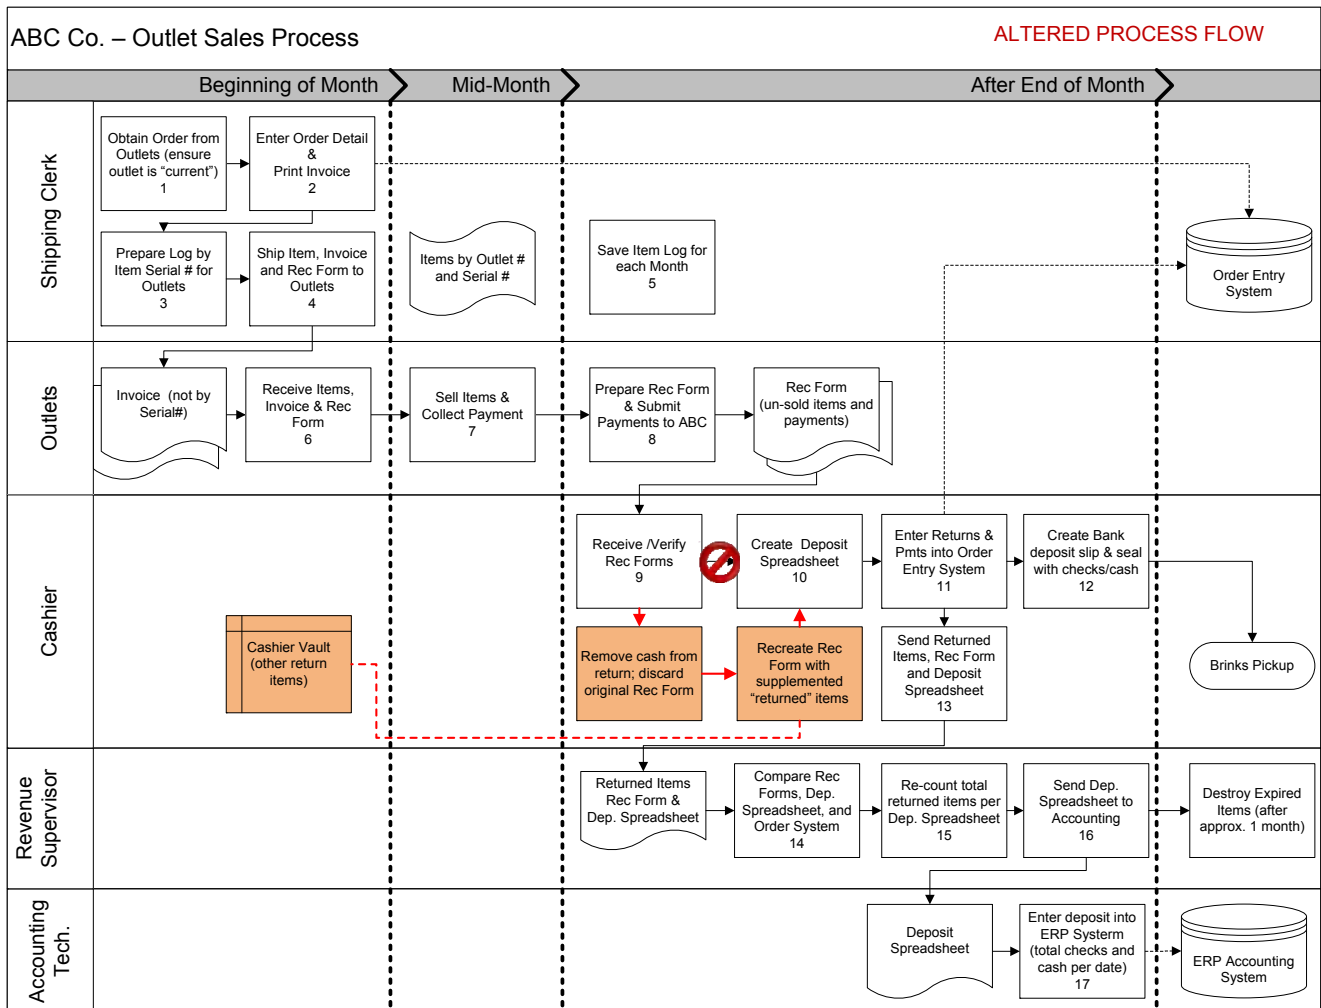 ABC Co. – Outlet Sales Process
ALTERED PROCESS FLOW
Beginning of Month
Mid-Month
After End of Month
Shipping Clerk
Obtain Order from
Outlets (ensure
outlet is “current”)
1
Enter Order Detail
&
Print Invoice
2
Prepare Log by
Item Serial # for
Outlets
3
Ship Item, Invoice
and Rec Form to
Outlets
4
Items by Outlet #
and Serial #
Save Item Log for
each Month
5
Order Entry
System
Outlets
Invoice (not by
Serial#)
Receive Items,
Invoice & Rec
Form
6
Sell Items &
Collect Payment
7
Prepare Rec Form
& Submit
Payments to ABC
8
Rec Form
(un-sold items and
payments)
Cashier
Receive /Verify
Rec Forms
9
Create Deposit
Spreadsheet
10
Enter Returns &
Pmts into Order
Entry System
11
Create Bank
deposit slip & seal
with checks/cash
12
Cashier Vault
(other return
items)
Remove cash from
return; discard
original Rec Form
Recreate Rec
Form with
supplemented
“returned” items
Send Returned
Items, Rec Form
and Deposit
Spreadsheet
13
Brinks Pickup
Revenue
Supervisor
Returned Items
Rec Form &
Dep. Spreadsheet
Compare Rec
Forms, Dep.
Spreadsheet, and
Order System
14
Re-count total
returned items per
Dep. Spreadsheet
15
Send Dep.
Spreadsheet to
Accounting
16
Destroy Expired
Items (after
approx. 1 month)
Accounting
Tech.
Deposit
Spreadsheet
Enter deposit into
ERP Systerm
(total checks and
cash per date)
17
ERP Accounting
System